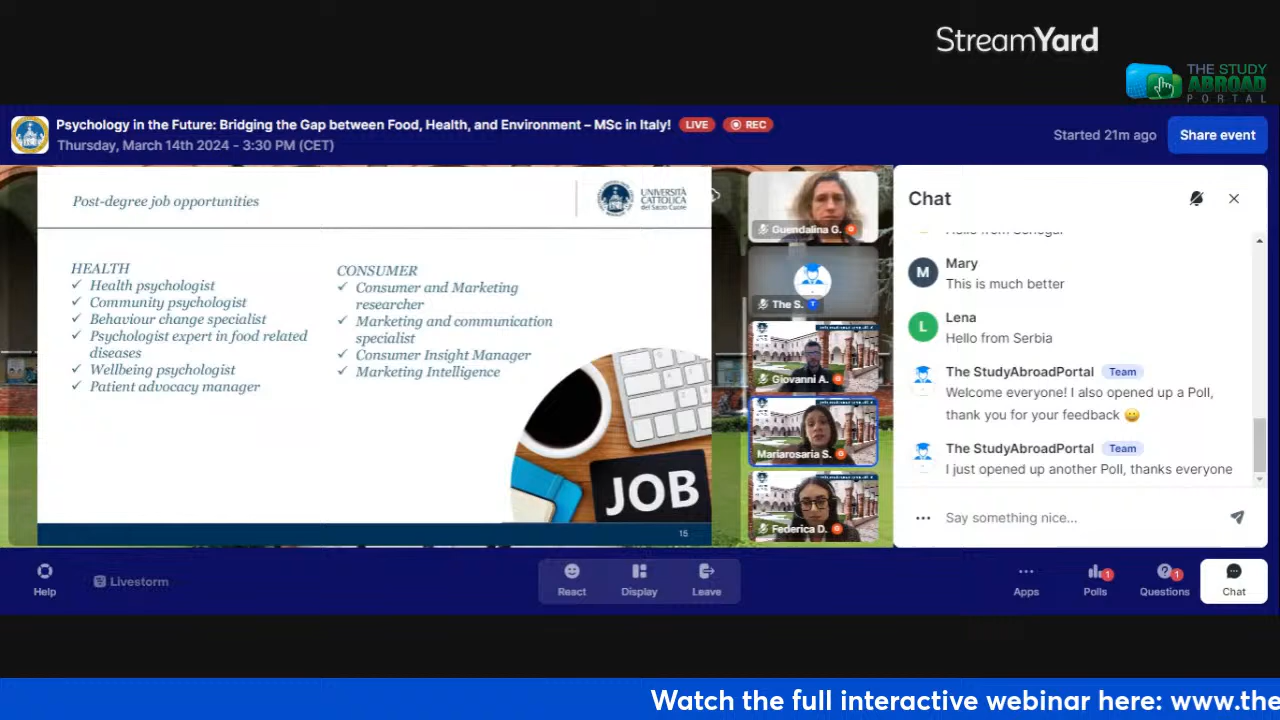 StreamYard
THE STUDY
ABROAD
PORTAL
Psychology in the Future: Bridging the Gap between Food, Health, and Environment – MSc in Italy! LIVE REC
Thursday, March 14th 2024 - 3:30 PM (CET)
Started 21m ago
Share event
Post-degree job opportunities
UNIVERSITÀ
CATTOLICA
del Sacro Cuore
HEALTH
✓ Health psychologist
✓ Community psychologist
✓ Behaviour change specialist
✓ Psychologist expert in food related
diseases
✓ Wellbeing psychologist
✓ Patient advocacy manager
CONSUMER
✓ Consumer and Marketing
researcher
✓ Marketing and communication
specialist
✓ Consumer Insight Manager
✓ Marketing Intelligence
JOB
15
Guendalina G.
The S. T
Giovanni A.
Mariarosaria S.
Federica D.
Chat
Hello from Senegal
M
Mary
This is much better
L
Lena
Hello from Serbia
The StudyAbroadPortal Team
Welcome everyone! I also opened up a Poll,
thank you for your feedback 😀
The StudyAbroadPortal Team
I just opened up another Poll, thanks everyone
Say something nice...
Help
Livestorm
React
Display
Leave
Apps
Polls 1
Questions 1
Chat
Watch the full interactive webinar here: www.the